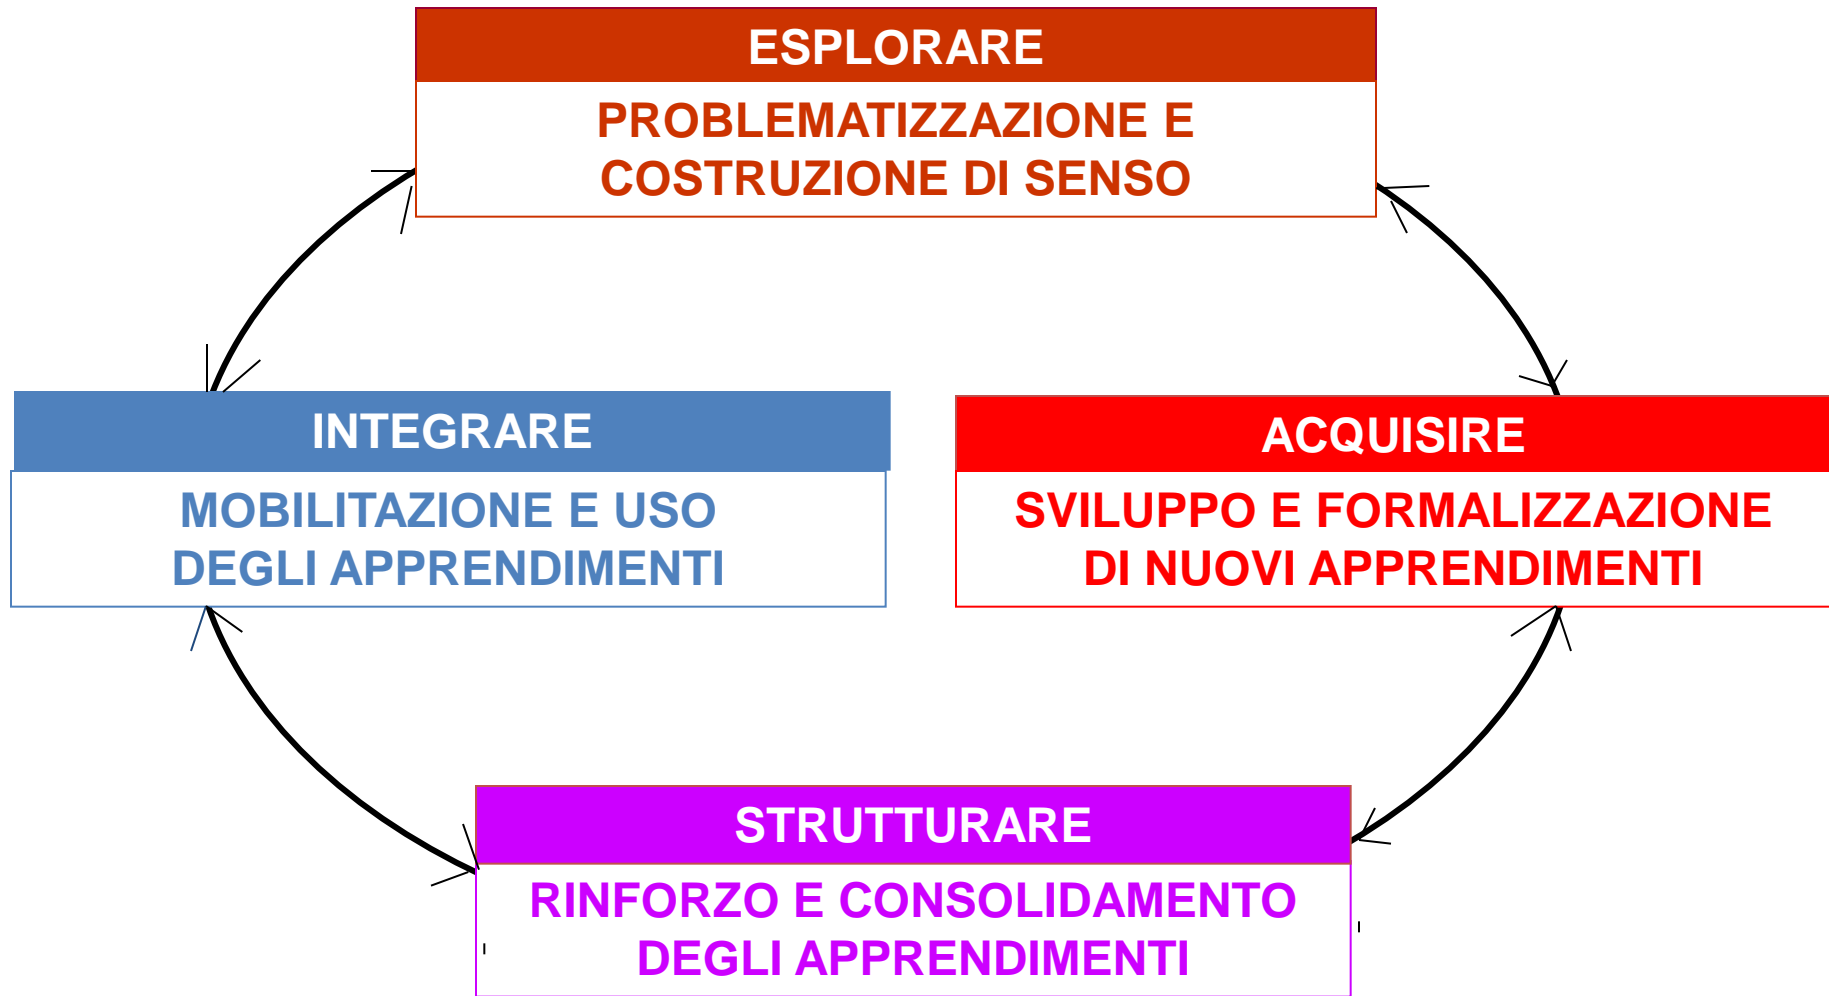 ESPLORARE
PROBLEMATIZZAZIONE E
COSTRUZIONE DI SENSO
INTEGRARE
MOBILITAZIONE E USO
DEGLI APPRENDIMENTI
ACQUISIRE
SVILUPPO E FORMALIZZAZIONE
DI NUOVI APPRENDIMENTI
STRUTTURARE
RINFORZO E CONSOLIDAMENTO
DEGLI APPRENDIMENTI